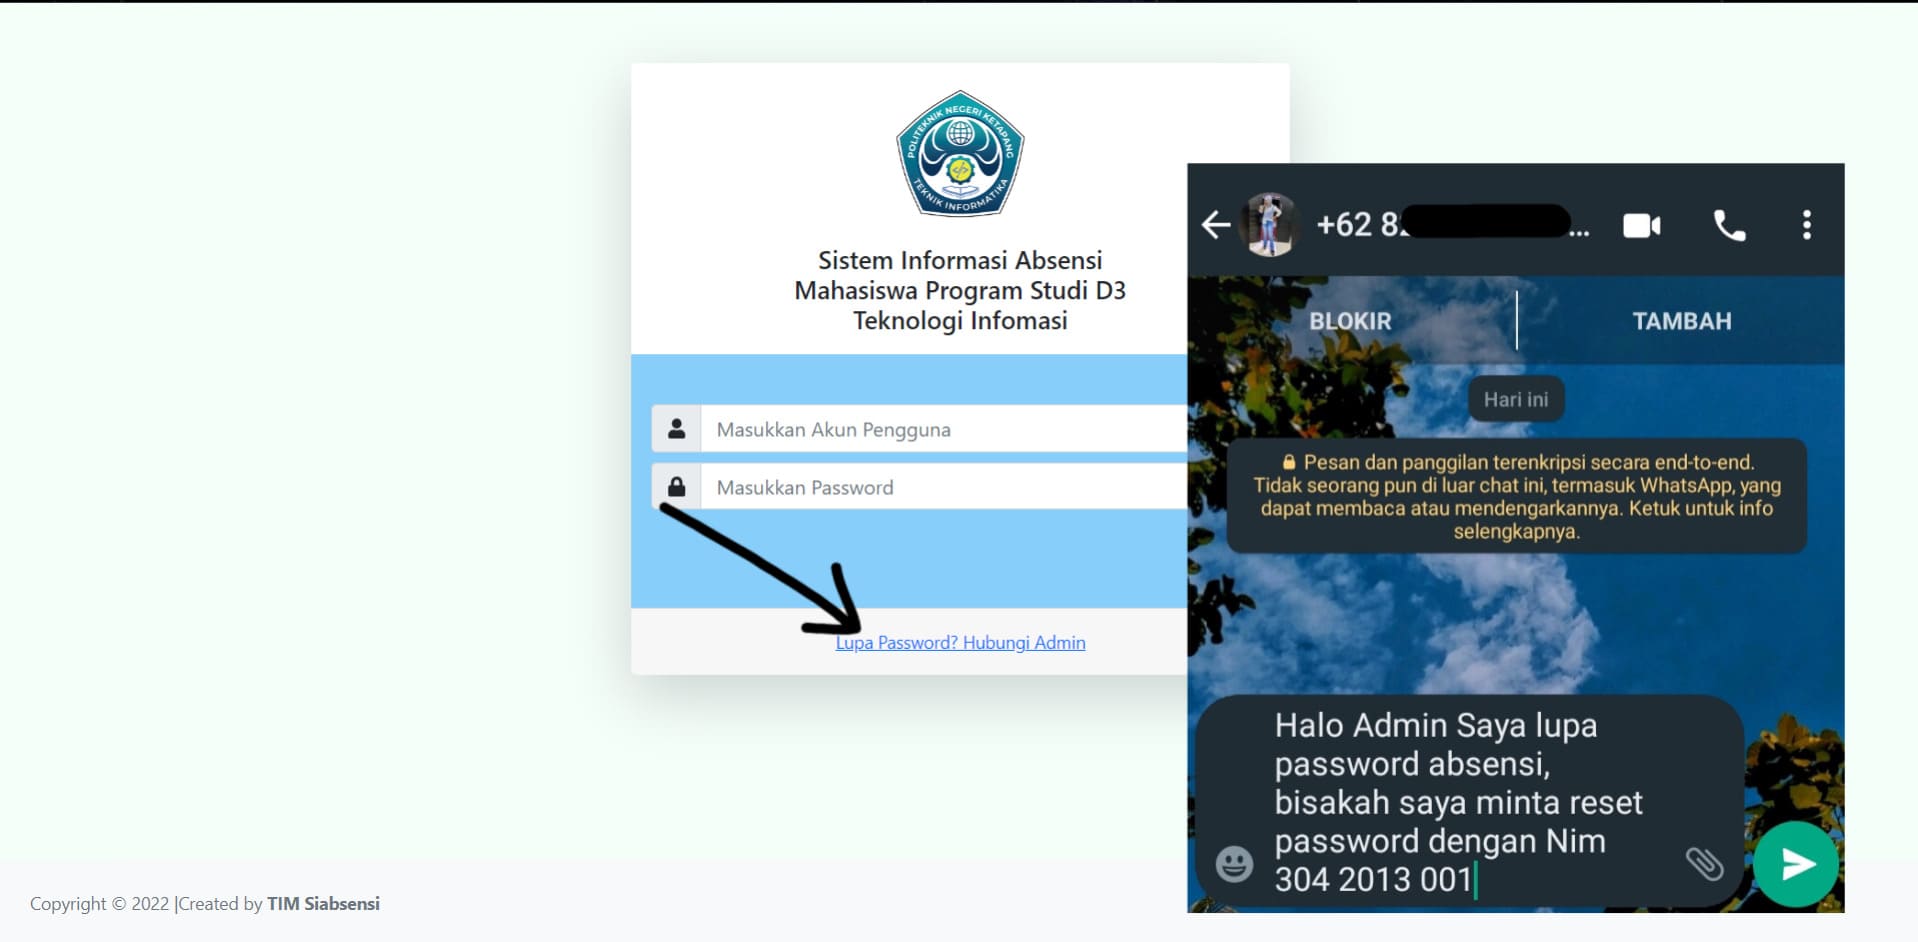 POLITEKNIK NEGERI KETAPANG
TEKNIK INFORMATIKA
Sistem Informasi Absensi
Mahasiswa Program Studi D3
Teknologi Infomasi
Masukkan Akun Pengguna
Masukkan Password
Lupa Password? Hubungi Admin
Copyright © 2022 |Created by TIM Siabsensi
+62 82 ...
BLOKIR
TAMBAH
Hari ini
Pesan dan panggilan terenkripsi secara end-to-end.
Tidak seorang pun di luar chat ini, termasuk WhatsApp, yang
dapat membaca atau mendengarkannya. Ketuk untuk info
selengkapnya.
Halo Admin Saya lupa
password absensi,
bisakah saya minta reset
password dengan Nim
304 2013 001